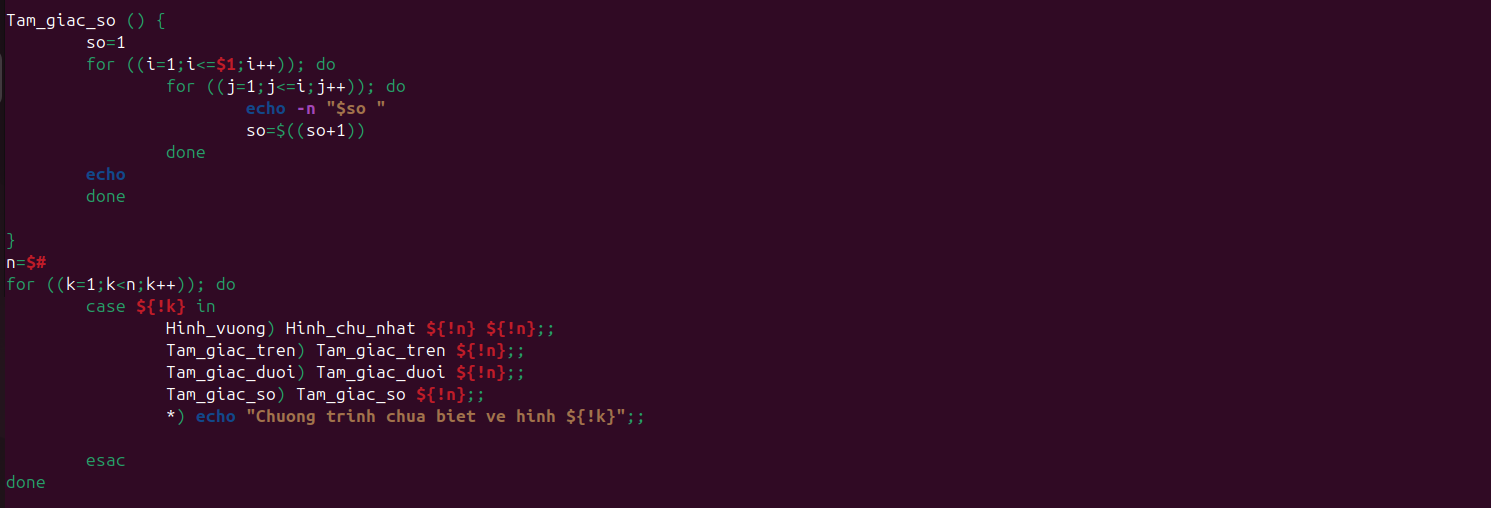 Tam_giac_so () {
        so=1
        for ((i=1;i<=$1;i++)); do
                for ((j=1;j<=i;j++)); do
                        echo -n "$so "
                        so=$((so+1))
                done
        echo
        done

}
n=$#
for ((k=1;k<n;k++)); do
        case ${!k} in
                Hinh_vuong) Hinh_chu_nhat ${!n} ${!n};;
                Tam_giac_tren) Tam_giac_tren ${!n};;
                Tam_giac_duoi) Tam_giac_duoi ${!n};;
                Tam_giac_so) Tam_giac_so ${!n};;
                *) echo "Chuong trinh chua biet ve hinh ${!k}";;

        esac
done